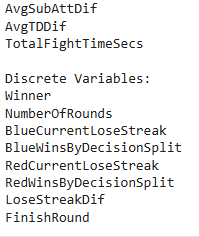 AvgSubAttDif
AvgTDDif
TotalFightTimeSecs
Discrete Variables:
Winner
NumberOfRounds
BlueCurrentLoseStreak
BlueWinsByDecisionSplit
RedCurrentLoseStreak
RedWinsByDecisionSplit
LoseStreakDif
FinishRound